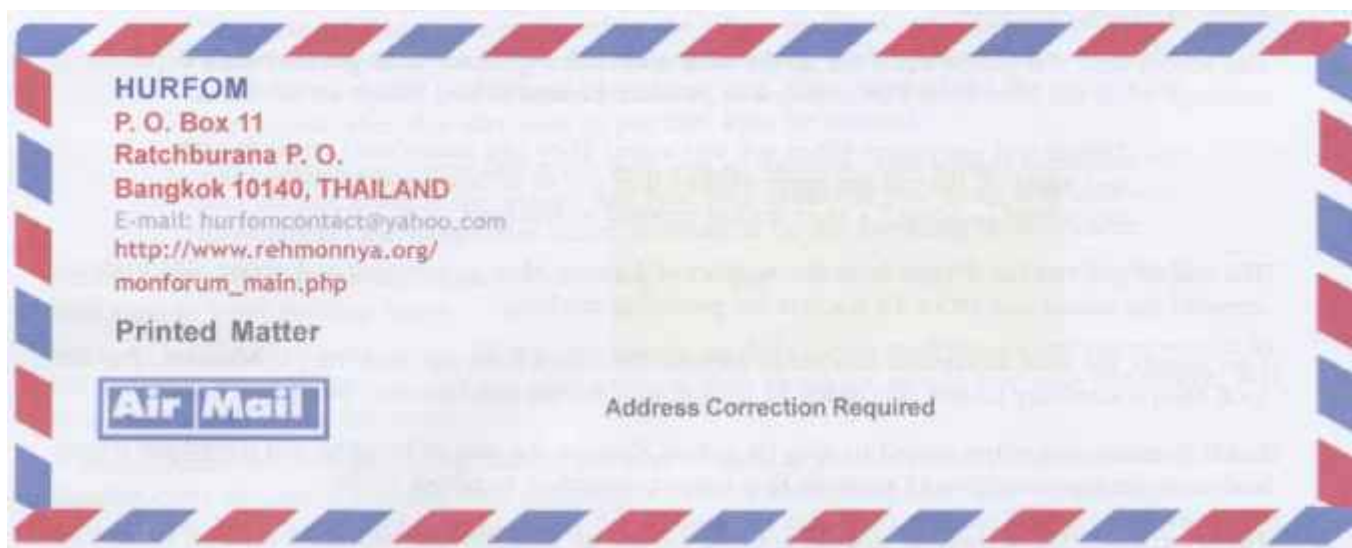 HURFOM
P. O. Box 11
Ratchburana P. O.
Bangkok 10140, THAILAND
E-mail: hurfomcontact@yahoo.com
http://www.rehmonnya.org/
monforum_main.php
Printed Matter
Air Mail
Address Correction Required